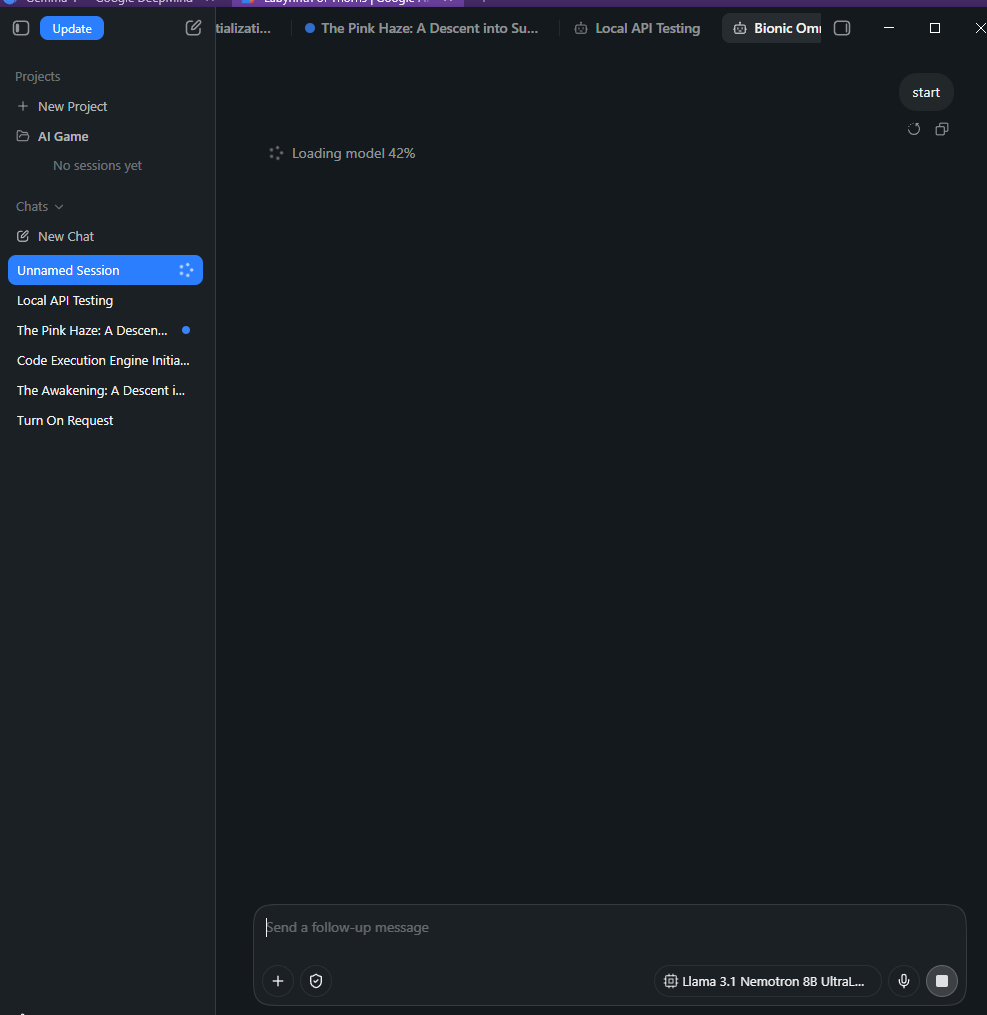 Update
tializati...
The Pink Haze: A Descent into Su...
Local API Testing
Bionic Om
Projects
New Project
AI Game
No sessions yet
Chats
New Chat
Unnamed Session
Local API Testing
The Pink Haze: A Descen...
Code Execution Engine Initia...
The Awakening: A Descent i...
Turn On Request
start
Loading model 42%
Send a follow-up message
Llama 3.1 Nemotron 8B UltraL...